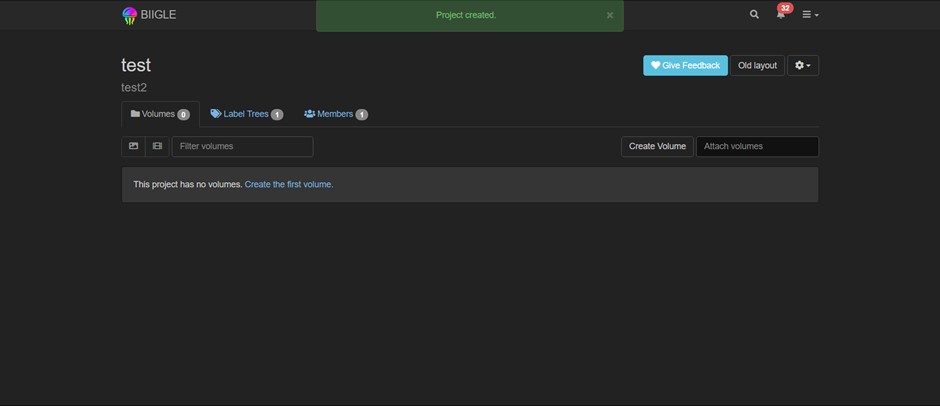 BIIGLE
Project created. ×
32
test
Give Feedback Old layout
test2
Volumes 0 Label Trees 1 Members 1
Filter volumes Create Volume Attach volumes
This project has no volumes. Create the first volume.